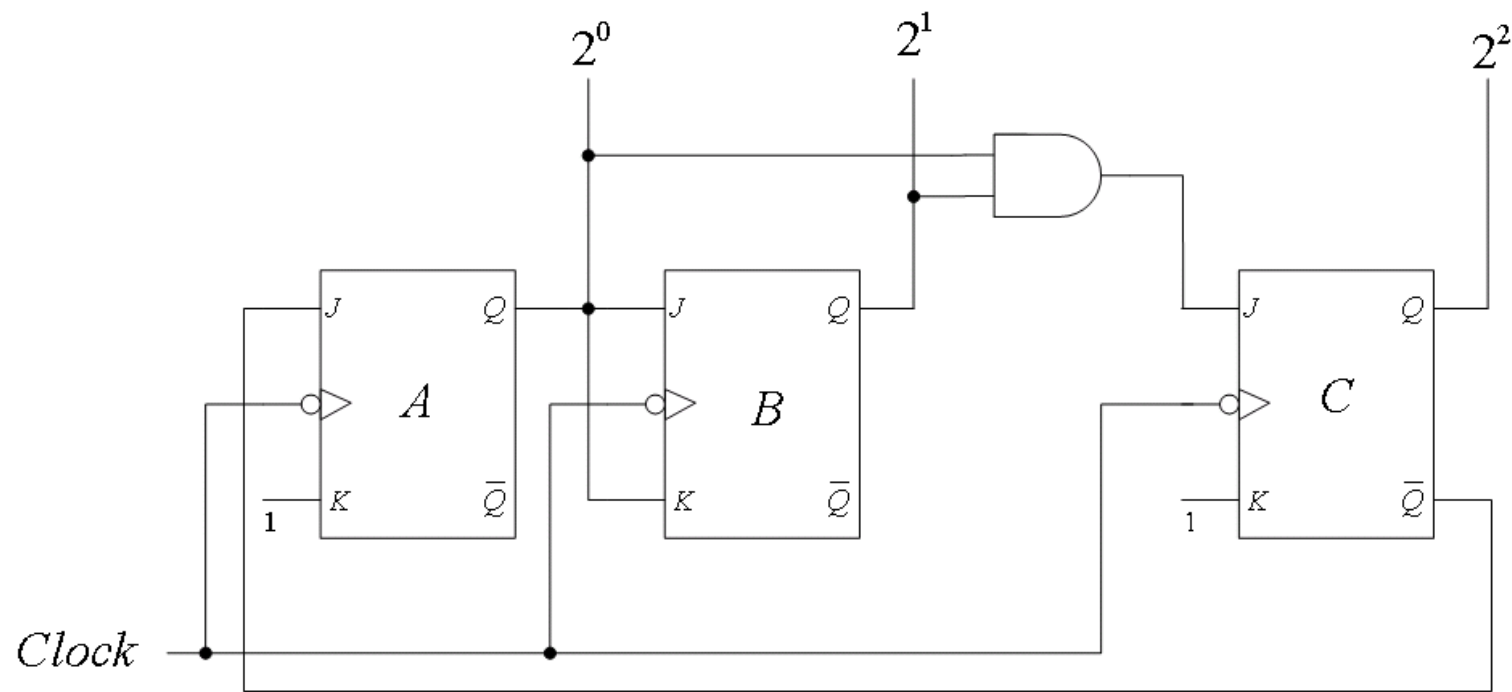 2⁰ 2¹ 2²
J Q J Q J Q
A B C
K Q̅ K Q̅ K Q̅
1 1
Clock